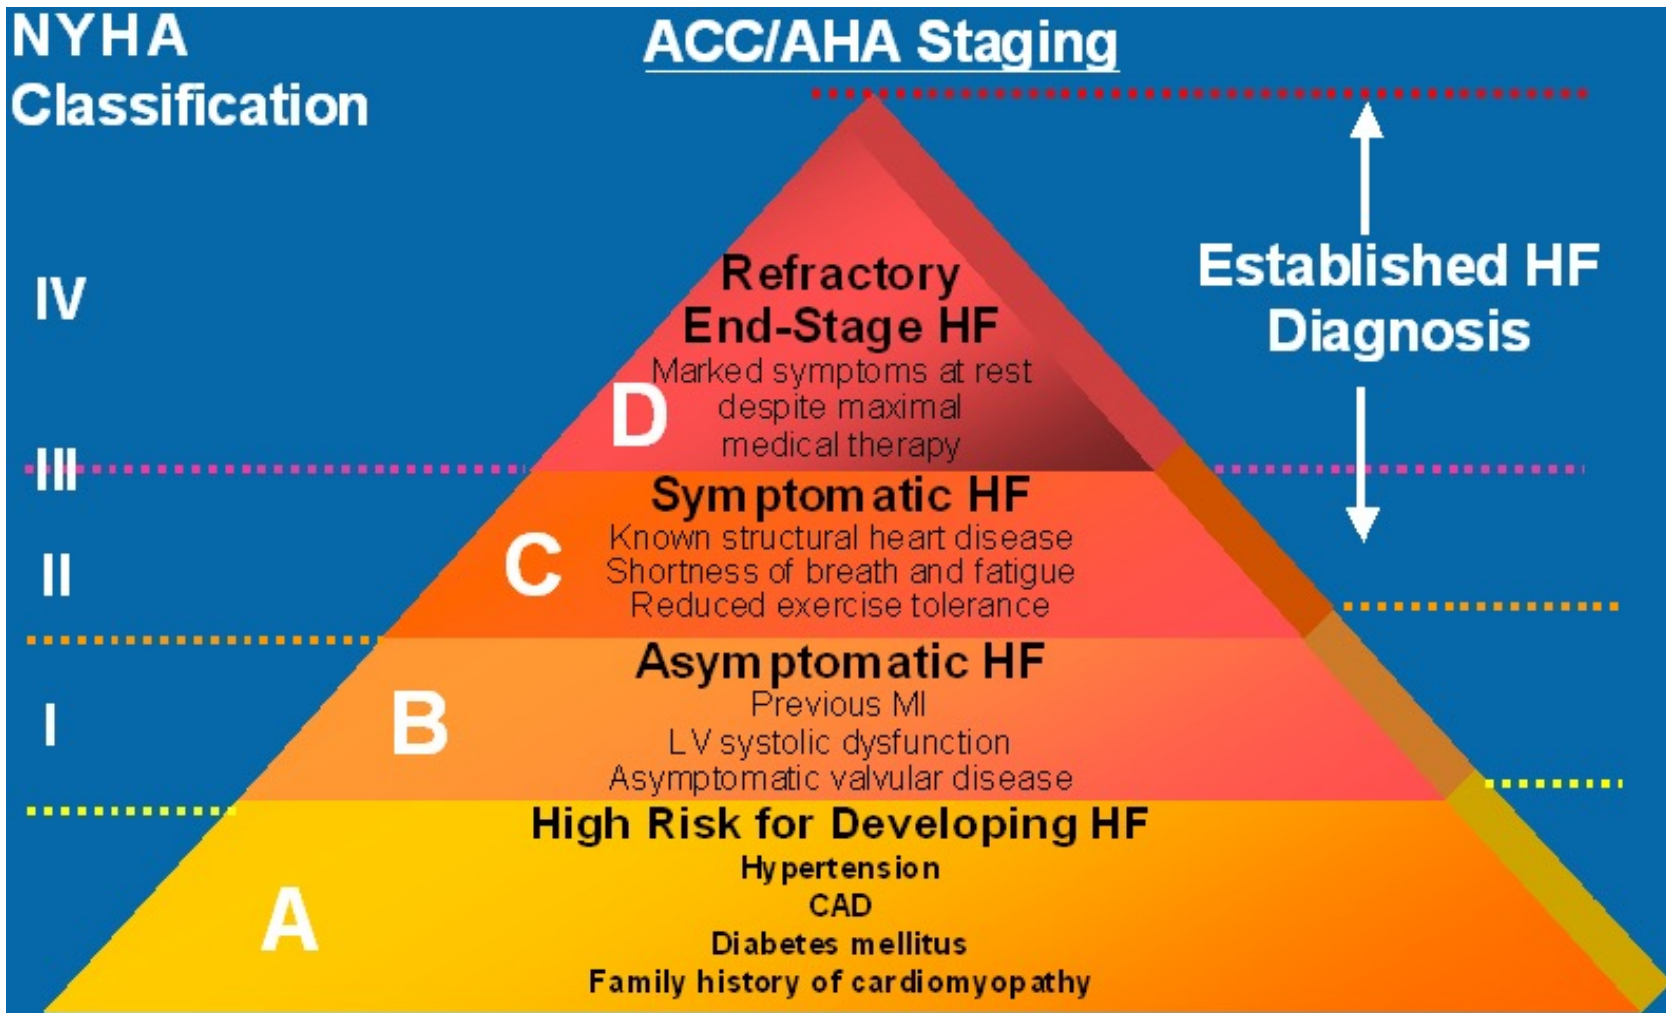 NYHA
Classification
ACC/AHA Staging
IV
III
II
I
Refractory
End-Stage HF
Marked symptoms at rest
despite maximal
medical therapy
D
Symptomatic HF
Known structural heart disease
Shortness of breath and fatigue
Reduced exercise tolerance
C
Asymptomatic HF
Previous MI
LV systolic dysfunction
Asymptomatic valvular disease
B
High Risk for Developing HF
Hypertension
CAD
Diabetes mellitus
Family history of cardiomyopathy
A
Established HF
Diagnosis